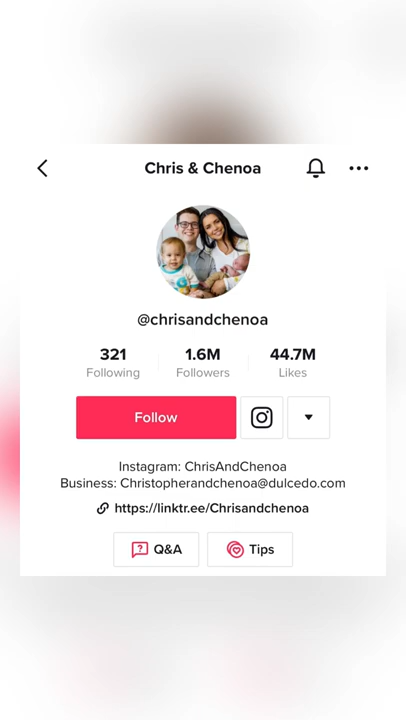 Chris & Chenoa
@chrisandchenoa
321 1.6M 44.7M
Following Followers Likes
Follow
Instagram: ChrisAndChenoa
Business: Christopherandchenoa@dulcedo.com
https://linktr.ee/Chrisandchenoa
Q&A Tips